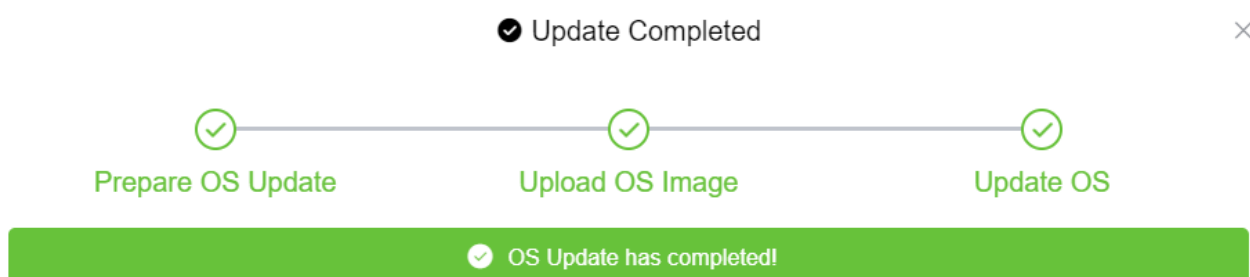 Update Completed
Prepare OS Update Upload OS Image Update OS
OS Update has completed!